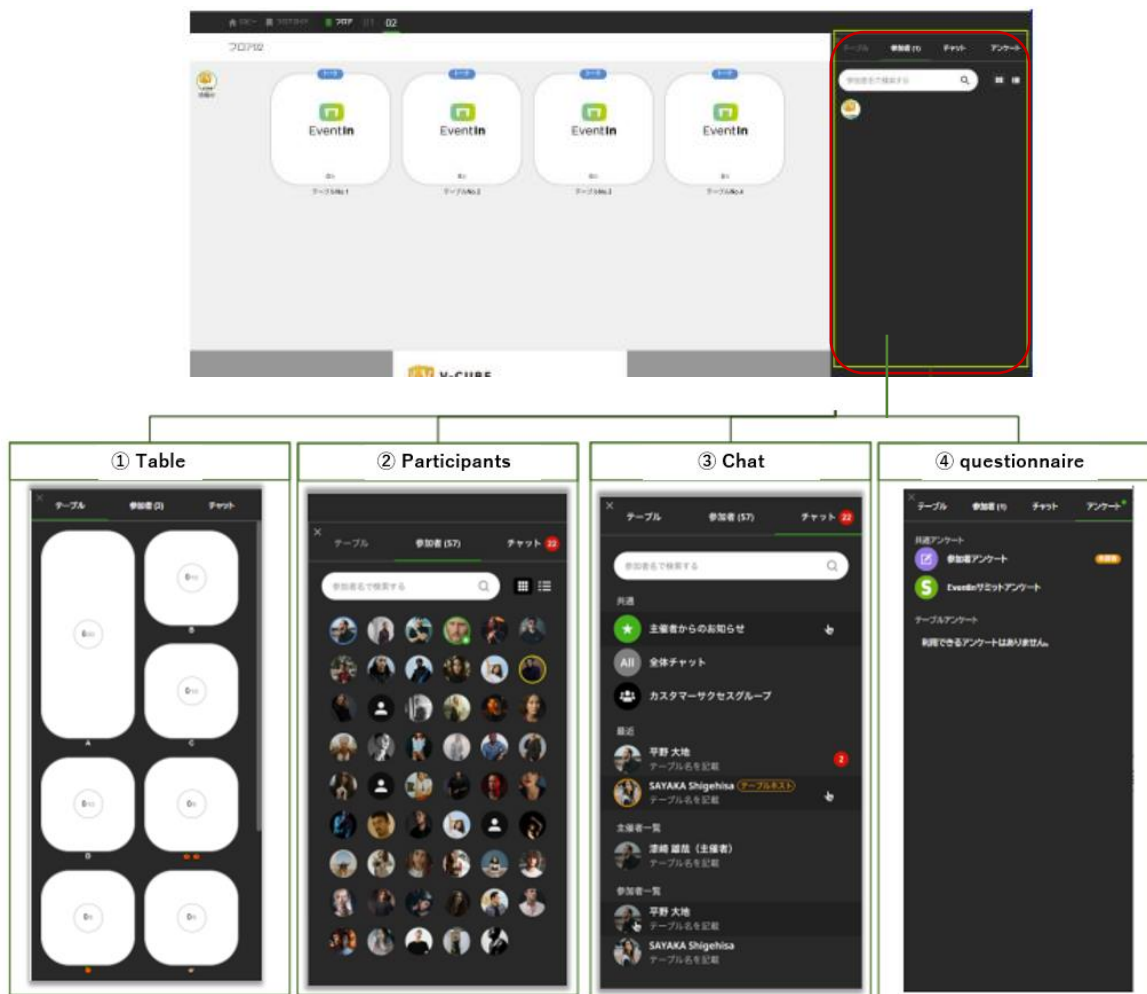 ロビー フロアガイド フロア 01 02
フロア02
テーブル 参加者 (1) チャット アンケート
参加者名で検索する
EventIn
EventIn
EventIn
EventIn
テーブルNo.1
テーブルNo.2
テーブルNo.3
テーブルNo.4
V-CUBE
① Table
② Participants
③ Chat
④ questionnaire
テーブル 参加者 (3) チャット
A
B
C
D
テーブル 参加者 (57) チャット 22
参加者名で検索する
テーブル 参加者 (57) チャット 22
参加者名で検索する
共通
主催者からのお知らせ
All 全体チャット
カスタマーサクセスグループ
最近
平野 大地
テーブル名を記載
2
SAYAKA Shigehisa テーブルホスト
テーブル名を記載
主催者一覧
テーブル名を記載
参加者一覧
平野 大地
テーブル名を記載
SAYAKA Shigehisa
テーブル名を記載
テーブル 参加者 (1) チャット アンケート
共通アンケート
参加者アンケート
S EventInサミットアンケート
テーブルアンケート
利用できるアンケートはありません。